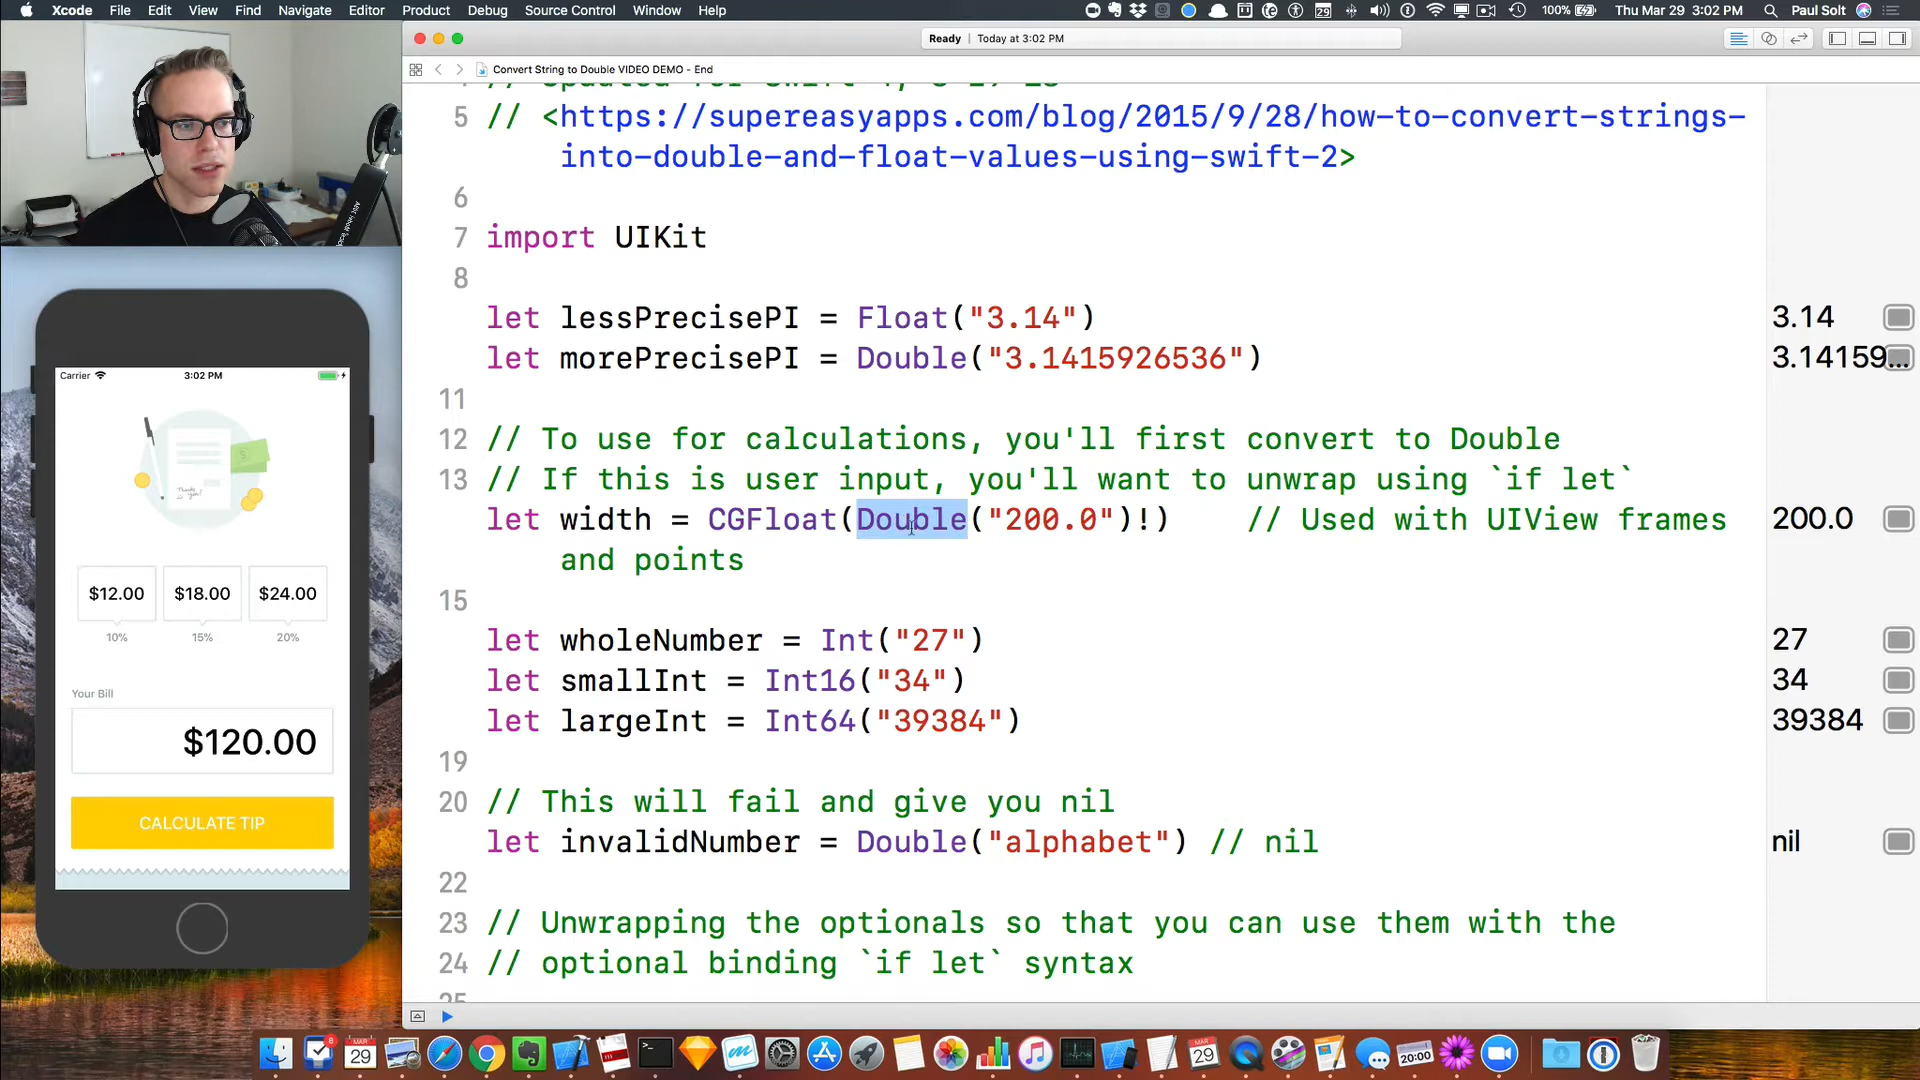 Xcode File Edit View Find Navigate Editor Product Debug Source Control Window Help
100% Thu Mar 29 3:02 PM Paul Solt
Ready | Today at 3:02 PM
Convert String to Double VIDEO DEMO - End
5 // <https://supereasyapps.com/blog/2015/9/28/how-to-convert-strings-
into-double-and-float-values-using-swift-2>
6
7 import UIKit
8
let lessPrecisePI = Float("3.14") 3.14
let morePrecisePI = Double("3.1415926536") 3.14159...
11
12 // To use for calculations, you'll first convert to Double
13 // If this is user input, you'll want to unwrap using `if let`
let width = CGFloat(Double("200.0")!) // Used with UIView frames 200.0
and points
15
let wholeNumber = Int("27") 27
let smallInt = Int16("34") 34
let largeInt = Int64("39384") 39384
19
20 // This will fail and give you nil
let invalidNumber = Double("alphabet") // nil nil
22
23 // Unwrapping the optionals so that you can use them with the
24 // optional binding `if let` syntax
Carrier 3:02 PM
Thanks
$12.00 $18.00 $24.00
10% 15% 20%
Your Bill
$120.00
CALCULATE TIP
8
MAR
29
MAR
29
20:00